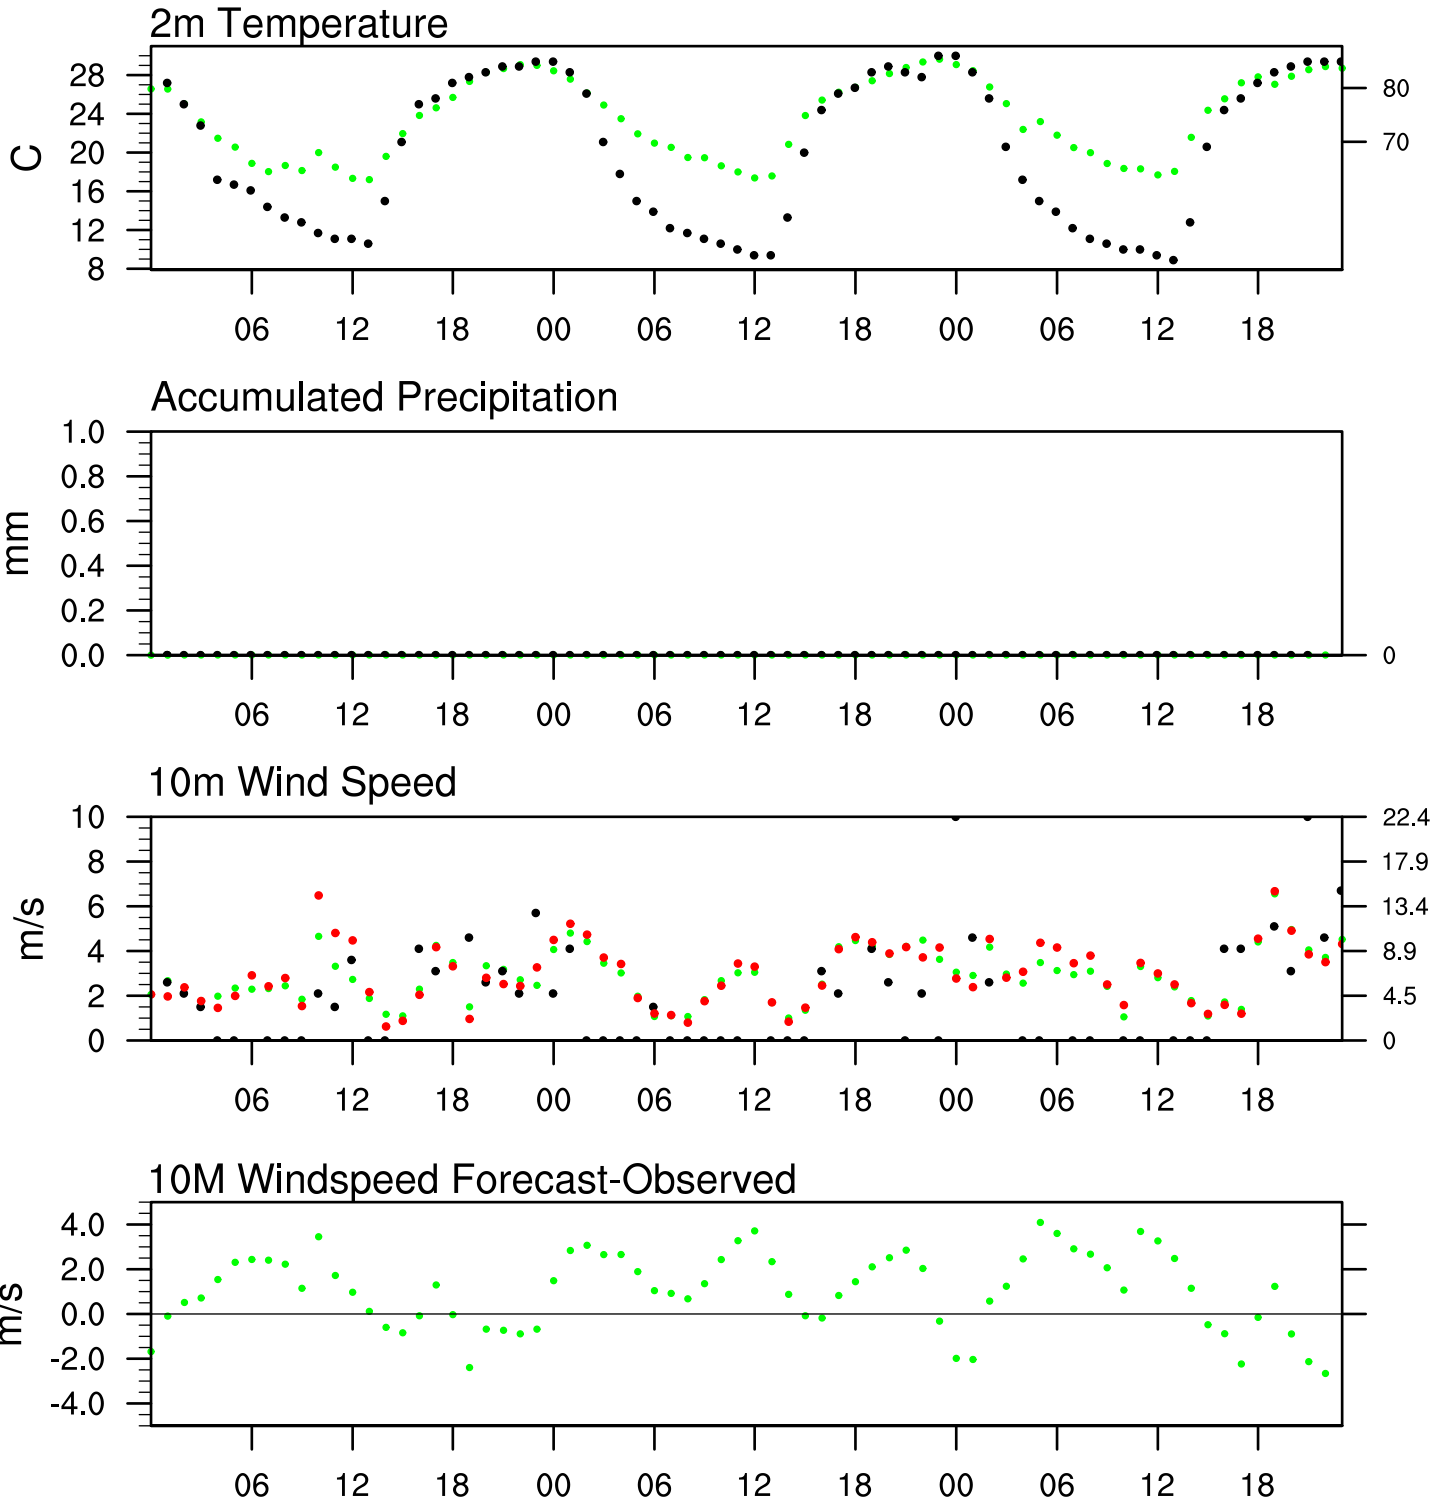 2m Temperature
28
24
20
16
12
8
C
80
70
06 12 18 00 06 12 18 00 06 12 18
Accumulated Precipitation
1.0
0.8
0.6
0.4
0.2
0.0
mm
0
06 12 18 00 06 12 18 00 06 12 18
10m Wind Speed
10
8
6
4
2
0
m/s
22.4
17.9
13.4
8.9
4.5
0
06 12 18 00 06 12 18 00 06 12 18
10M Windspeed Forecast-Observed
4.0
2.0
0.0
-2.0
-4.0
m/s
06 12 18 00 06 12 18 00 06 12 18